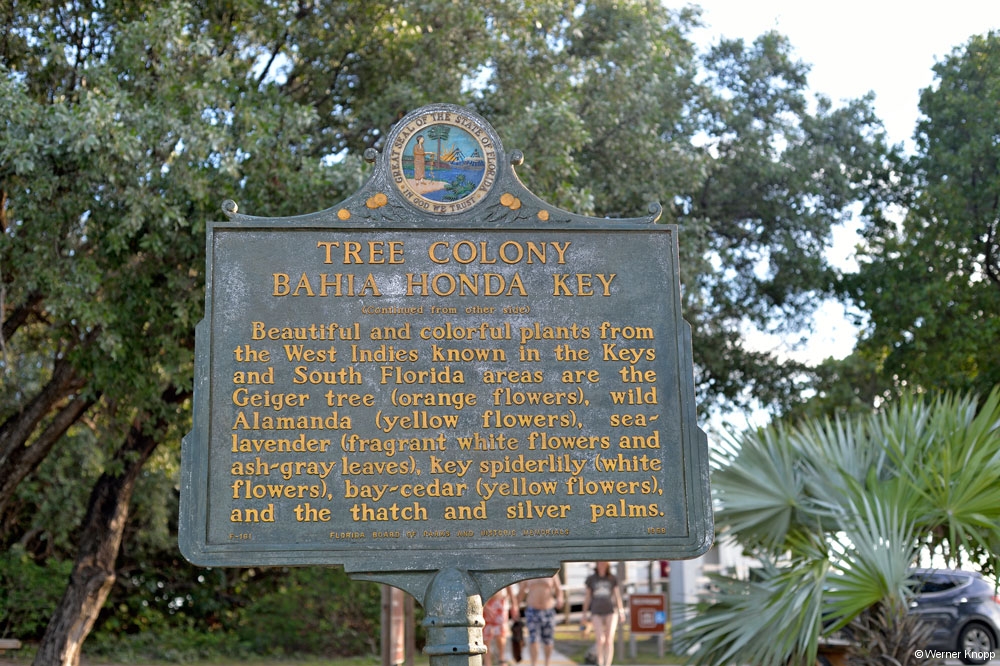 GREAT SEAL OF THE STATE OF FLORIDA
IN GOD WE TRUST
TREE COLONY
BAHIA HONDA KEY
(Continued from other side)
Beautiful and colorful plants from
the West Indies known in the Keys
and South Florida areas are the
Geiger tree (orange flowers), wild
Alamanda (yellow flowers), sea-
lavender (fragrant white flowers and
ash-gray leaves), key spiderlily (white
flowers), bay-cedar (yellow flowers),
and the thatch and silver palms.
F-161 FLORIDA BOARD OF PARKS AND HISTORIC MEMORIALS
©Werner Knopp